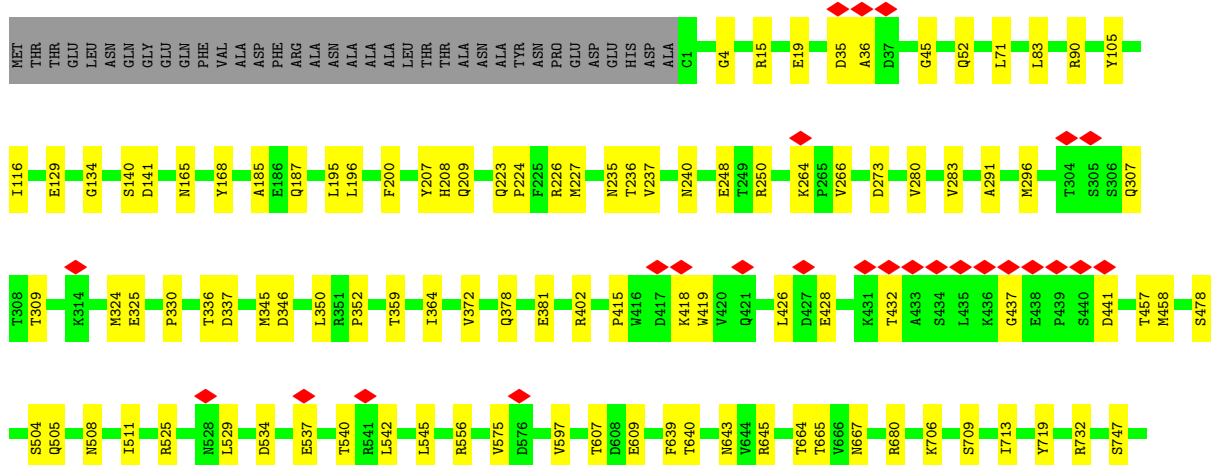 MET THR THR GLU LEU ASN GLN GLY GLU GLN PHE VAL ALA ASP PHE ARG ALA ASN ALA ALA ALA LEU THR THR ALA ASN ALA TYR ASN PRO GLU ASP GLU HIS ASP ALA C1 G4 R15 E19 D35 A36 D37 G45 Q52 L71 L83 R90 Y105
I116 E129 G134 S140 D141 N165 Y168 A185 E186 Q187 L195 L196 F200 Y207 H208 Q209 Q223 P224 F225 R226 M227 N235 T236 V237 N240 E248 T249 R250 K264 P265 V266 D273 V280 V283 A291 M296 T304 S305 S306 Q307
T308 T309 K314 M324 E325 P330 T336 D337 M345 D346 L350 R351 P352 T359 I364 V372 Q378 E381 R402 P415 W416 D417 K418 W419 V420 Q421 L426 D427 E428 K431 T432 A433 S434 L435 K436 G437 E438 P439 S440 D441 T457 M458 S478
S504 Q505 N508 I511 R525 N528 L529 D534 E537 T540 R541 L542 L545 R556 V575 D576 V597 T607 D608 E609 F639 T640 N643 V644 R645 T664 T665 V666 N667 R680 K706 S709 I713 Y719 R732 S747